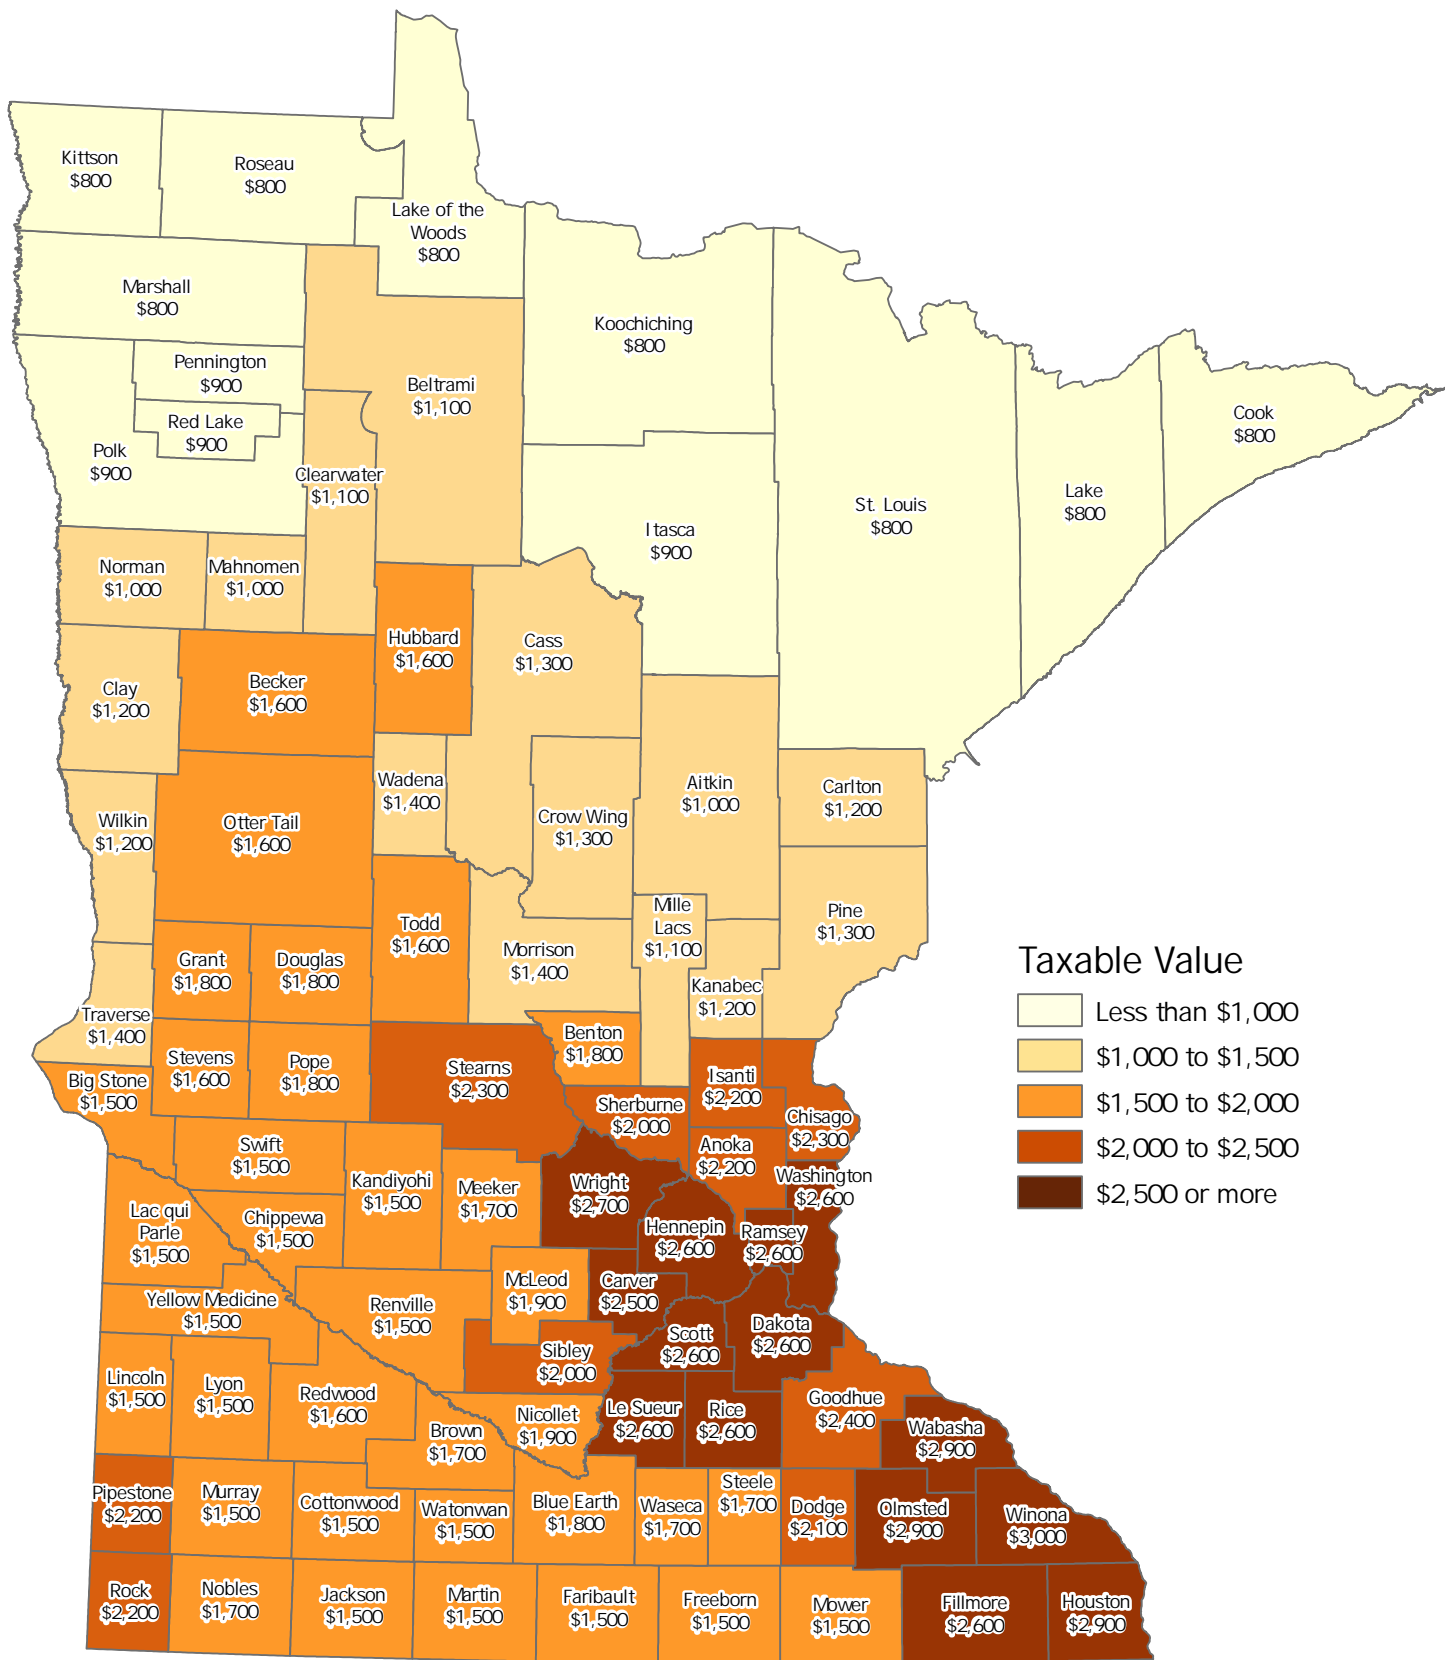 Kittson
$800
Roseau
$800
Lake of the
Woods
$800
Marshall
$800
Koochiching
$800
Pennington
$900
Beltrami
$1,100
Red Lake
$900
Polk
$900
Clearwater
$1,100
Cook
$800
Lake
$800
St. Louis
$800
Itasca
$900
Norman
$1,000
Mahnomen
$1,000
Hubbard
$1,600
Cass
$1,300
Clay
$1,200
Becker
$1,600
Wadena
$1,400
Aitkin
$1,000
Carlton
$1,200
Wilkin
$1,200
Otter Tail
$1,600
Crow Wing
$1,300
Mille
Lacs
$1,100
Pine
$1,300
Todd
$1,600
Morrison
$1,400
Grant
$1,800
Douglas
$1,800
Kanabec
$1,200
Traverse
$1,400
Benton
$1,800
Stevens
$1,600
Pope
$1,800
Stearns
$2,300
Big Stone
$1,500
Isanti
$2,200
Sherburne
$2,000
Chisago
$2,300
Swift
$1,500
Anoka
$2,200
Kandiyohi
$1,500
Meeker
$1,700
Wright
$2,700
Washington
$2,600
Lac qui
Parle
$1,500
Chippewa
$1,500
Hennepin
$2,600
Ramsey
$2,600
McLeod
$1,900
Carver
$2,500
Yellow Medicine
$1,500
Renville
$1,500
Scott
$2,600
Dakota
$2,600
Sibley
$2,000
Lincoln
$1,500
Lyon
$1,500
Redwood
$1,600
Goodhue
$2,400
Nicollet
$1,900
Le Sueur
$2,600
Rice
$2,600
Brown
$1,700
Wabasha
$2,900
Pipestone
$2,200
Murray
$1,500
Cottonwood
$1,500
Watonwan
$1,500
Blue Earth
$1,800
Waseca
$1,700
Steele
$1,700
Dodge
$2,100
Olmsted
$2,900
Winona
$3,000
Rock
$2,200
Nobles
$1,700
Jackson
$1,500
Martin
$1,500
Faribault
$1,500
Freeborn
$1,500
Mower
$1,500
Fillmore
$2,600
Houston
$2,900
Taxable Value
Less than $1,000
$1,000 to $1,500
$1,500 to $2,000
$2,000 to $2,500
$2,500 or more